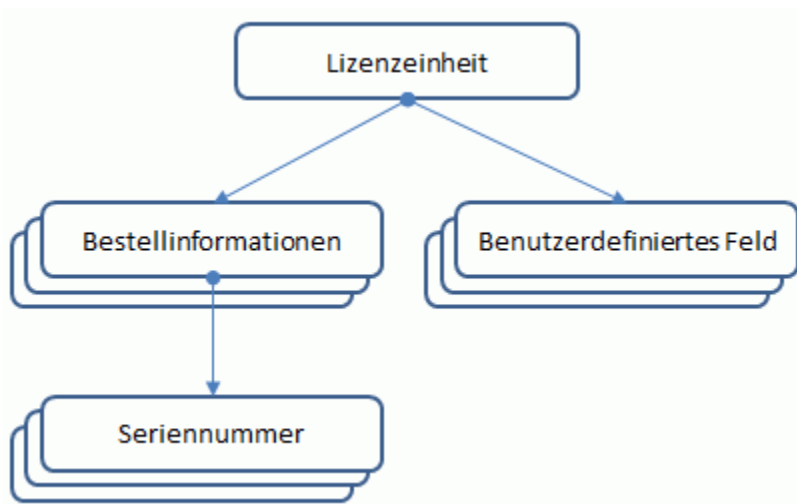 Lizenzeinheit
Bestellinformationen
Benutzerdefiniertes Feld
Seriennummer